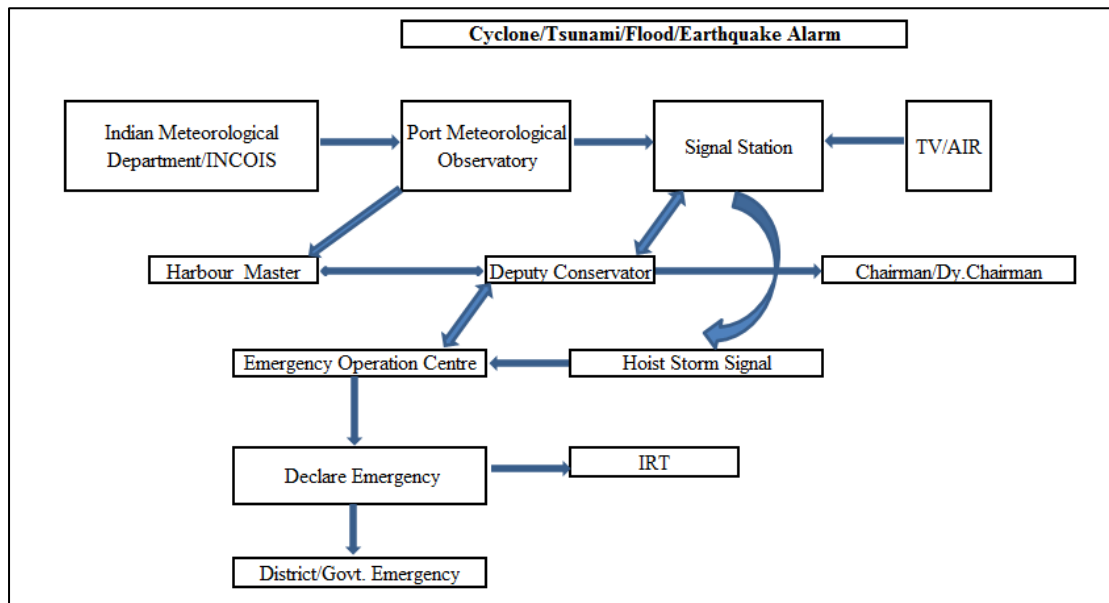 Cyclone/Tsunami/Flood/Earthquake Alarm
Indian Meteorological
Department/INCOIS
Port Meteorological
Observatory
Signal Station
TV/AIR
Harbour Master
Deputy Conservator
Chairman/Dy.Chairman
Emergency Operation Centre
Hoist Storm Signal
Declare Emergency
IRT
District/Govt. Emergency